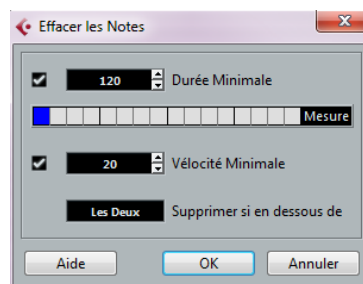 Effacer les Notes
120 Durée Minimale
Mesure
20 Vélocité Minimale
Les Deux Supprimer si en dessous de
Aide OK Annuler